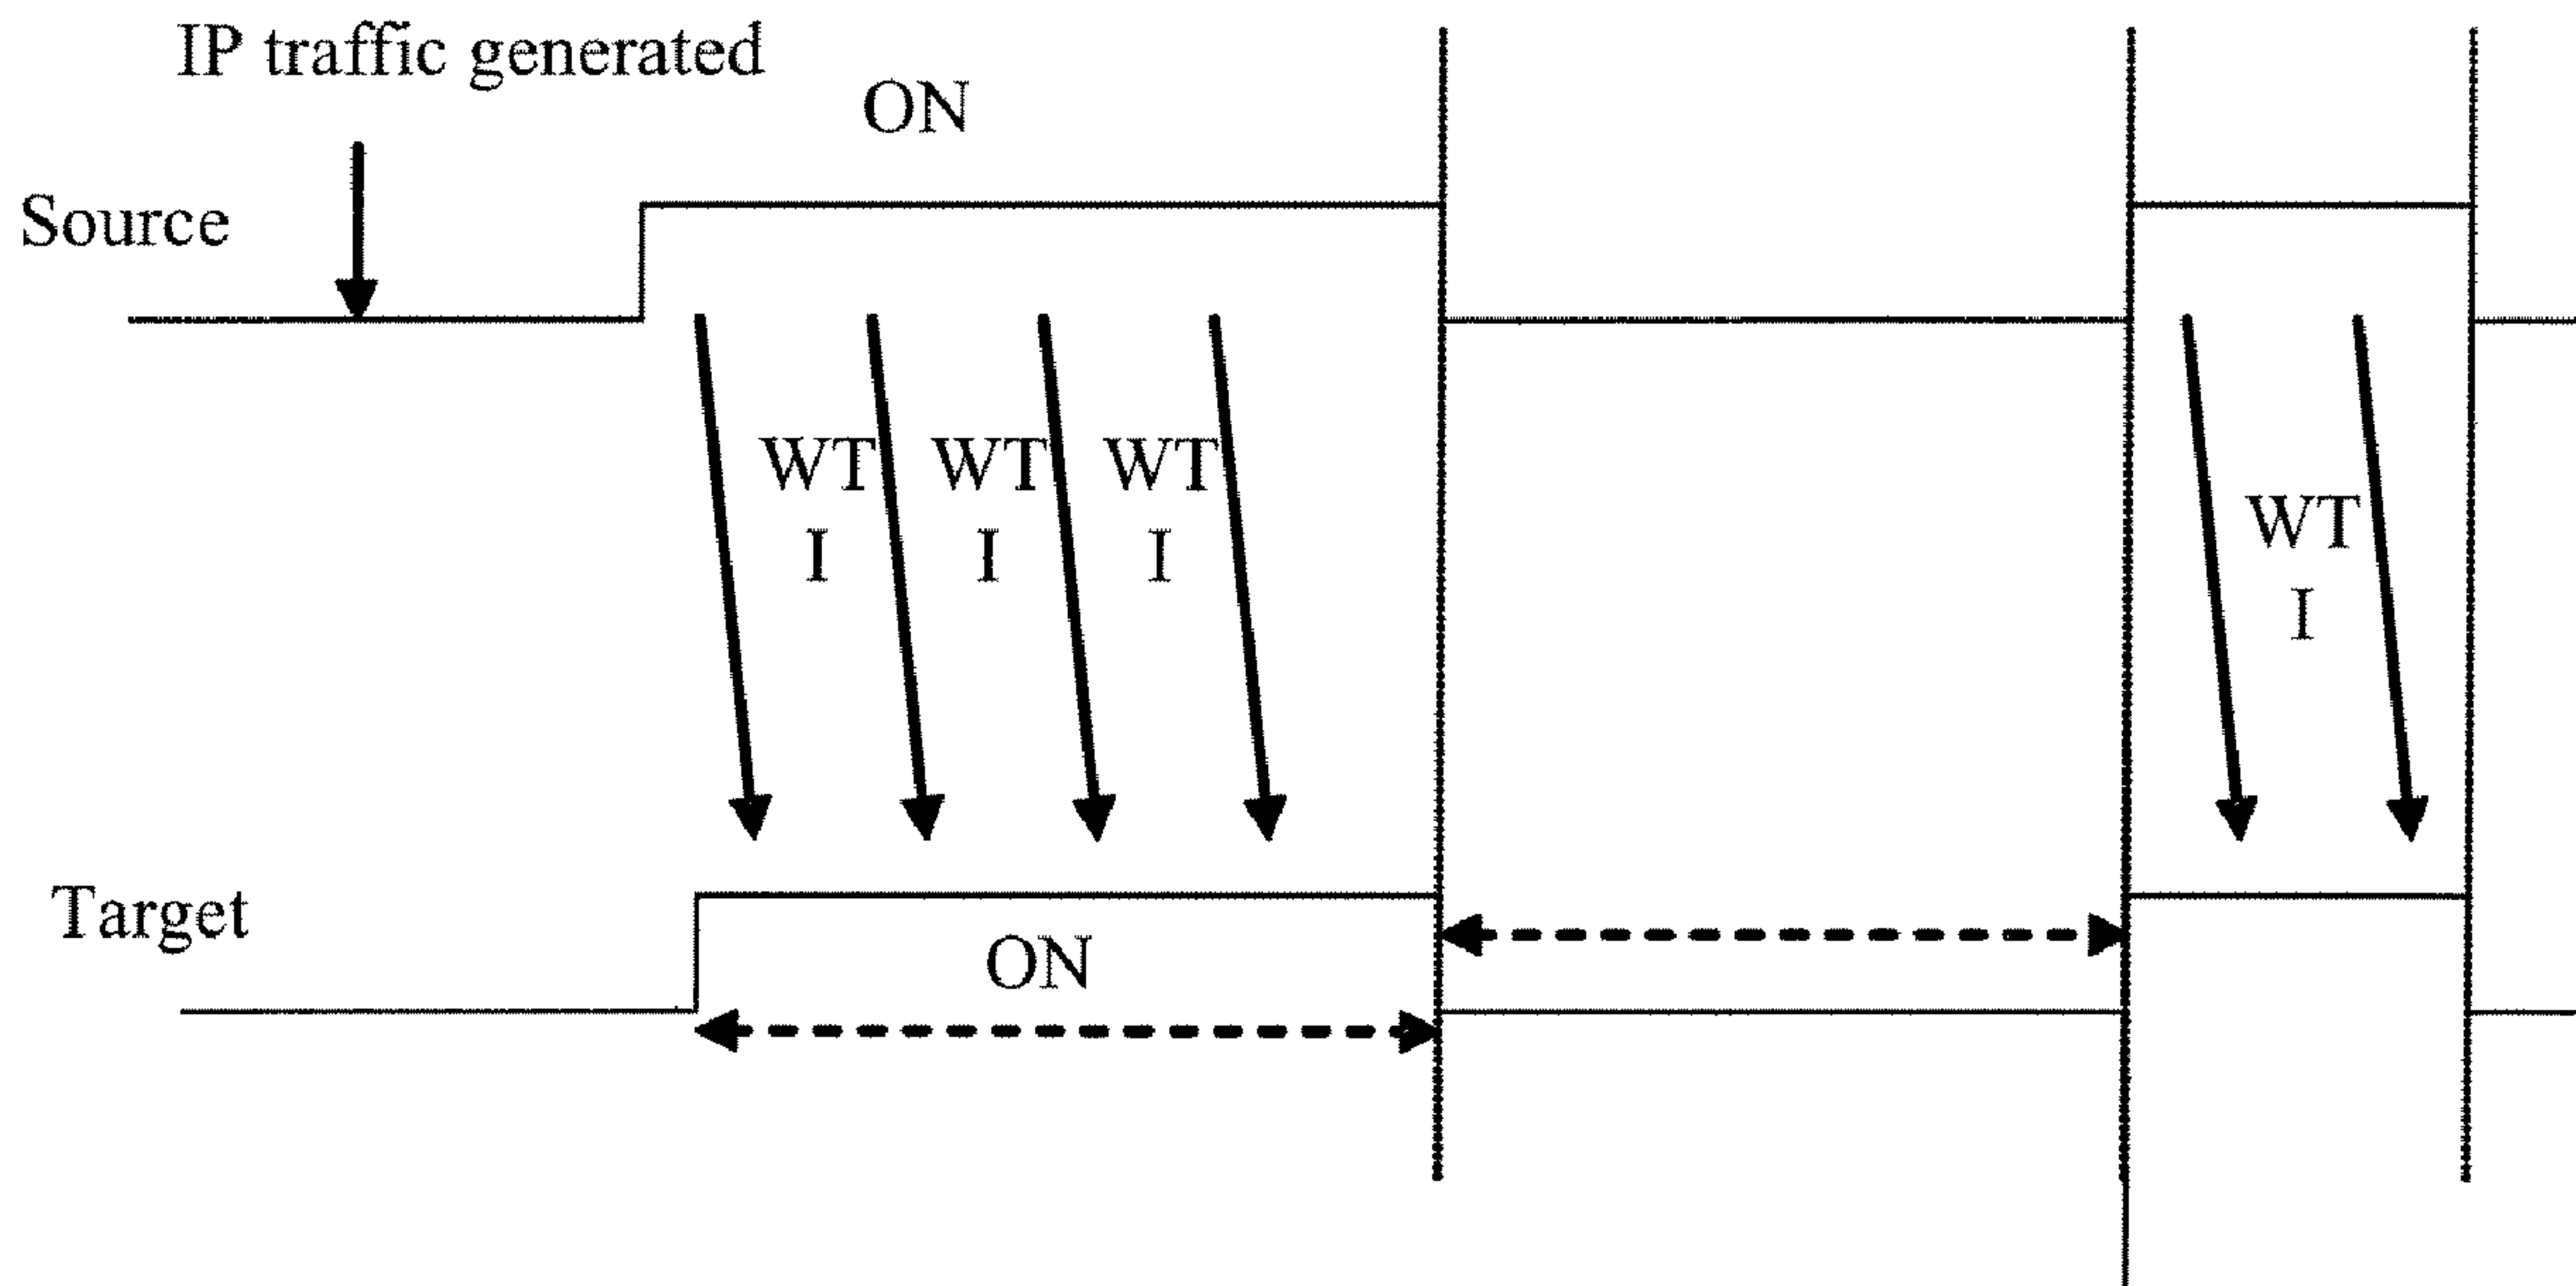 IP traffic generated
ON
Source
WT WT WT
I I I
WT
I
Target
ON